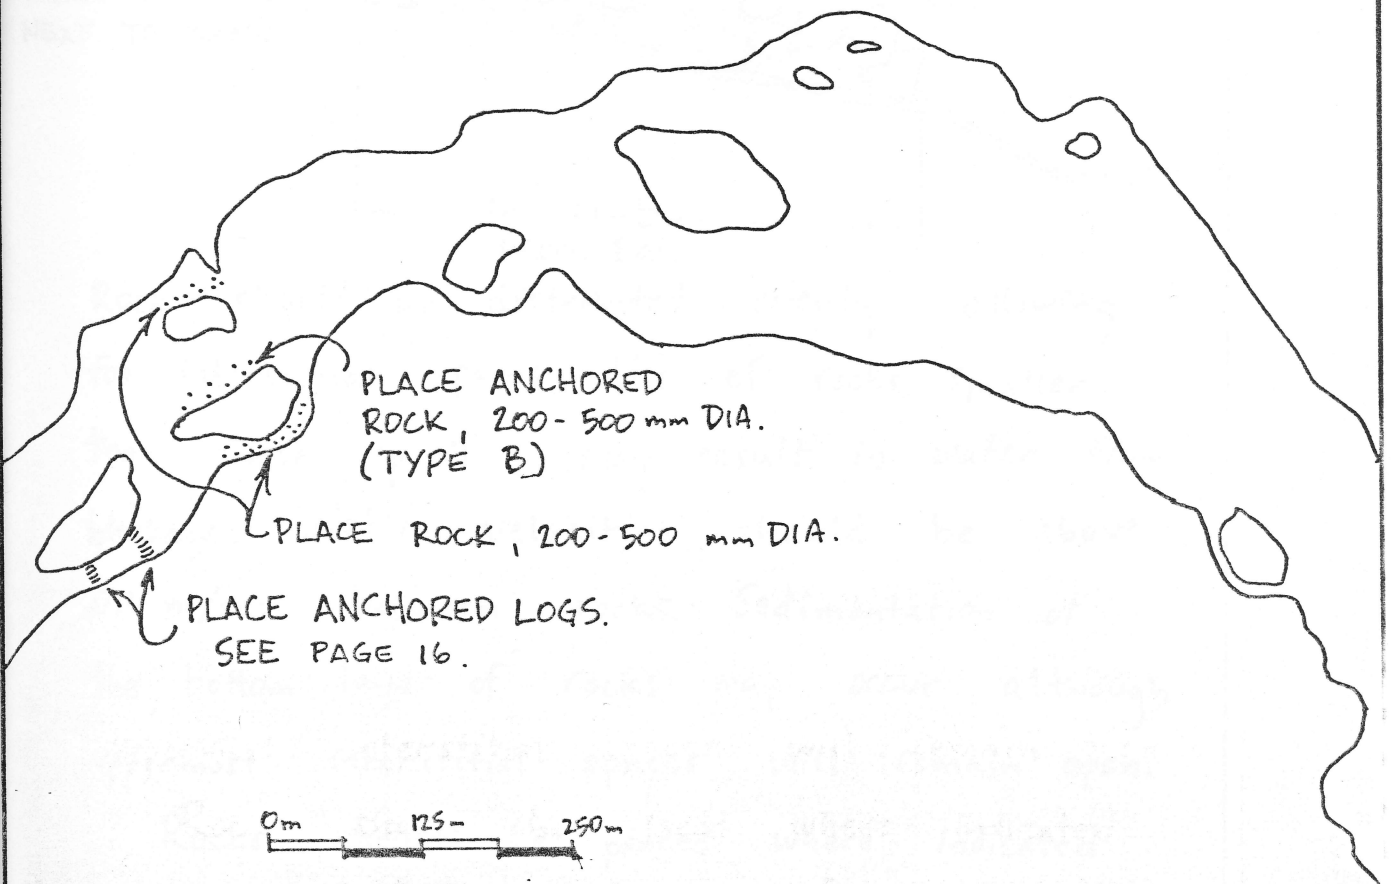 PLACE ANCHORED
ROCK, 200-500 mm DIA.
(TYPE B)
PLACE ROCK, 200-500 mm DIA.
PLACE ANCHORED LOGS.
SEE PAGE 16.
0m 125m 250m